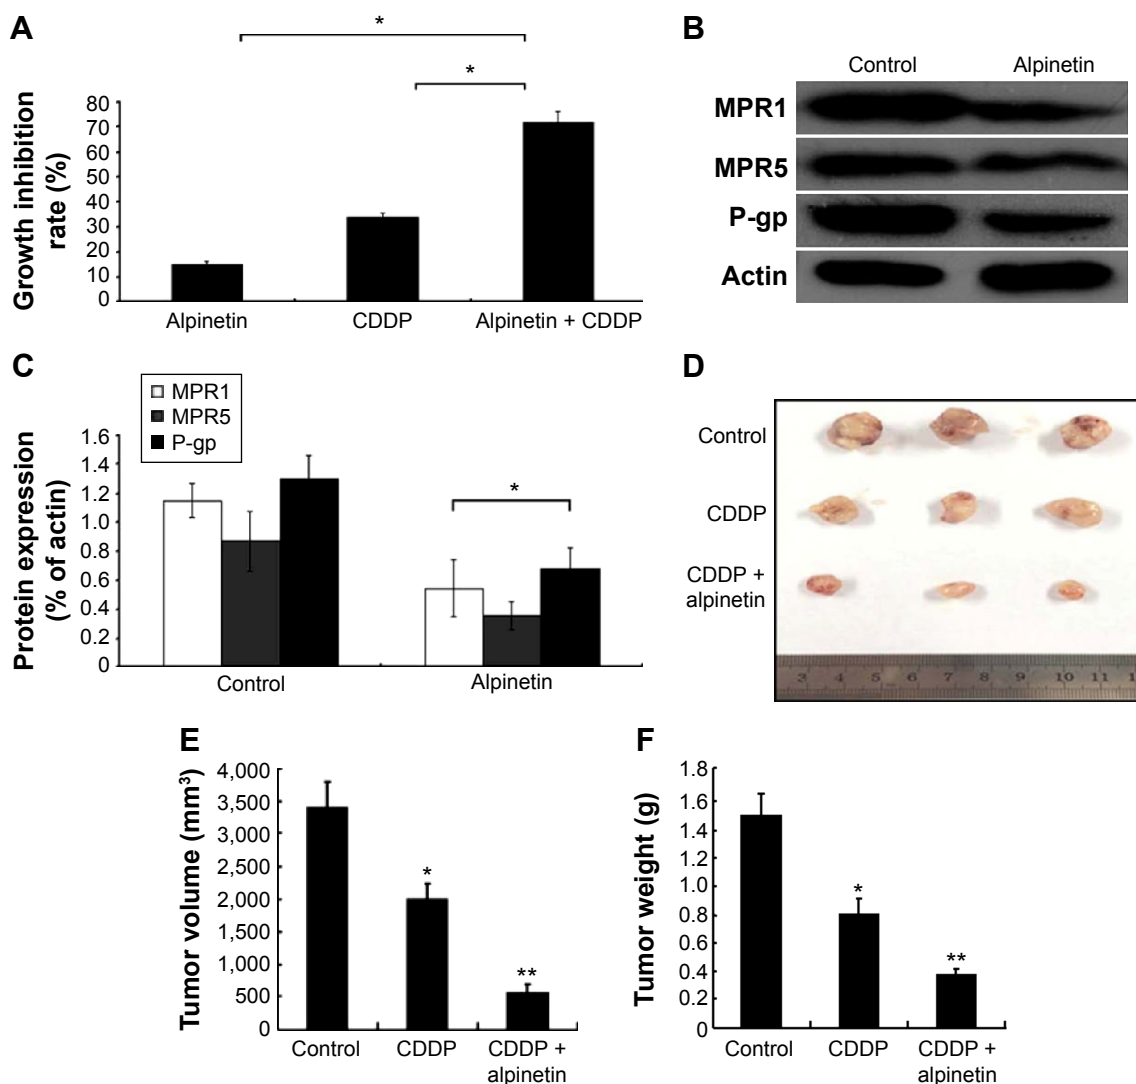 A
*
*
Growth inhibition
rate (%)
80
70
60
50
40
30
20
10
0
Alpinetin CDDP Alpinetin + CDDP
B
Control Alpinetin
MPR1
MPR5
P-gp
Actin
C
MPR1
MPR5
P-gp
Protein expression
(% of actin)
1.6
1.4
1.2
1.0
0.8
0.6
0.4
0.2
0
*
Control Alpinetin
D
Control
CDDP
CDDP +
alpinetin
3 4 5 6 7 8 9 10 11 1
E
Tumor volume (mm³)
4,000
3,500
3,000
2,500
2,000
1,500
1,000
500
0
*
**
Control CDDP CDDP +
alpinetin
F
Tumor weight (g)
1.8
1.6
1.4
1.2
1.0
0.8
0.6
0.4
0.2
0
*
**
Control CDDP CDDP +
alpinetin